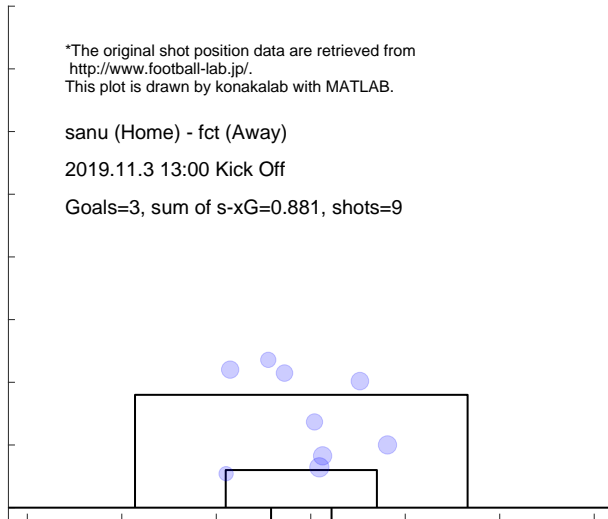 *The original shot position data are retrieved from
http://www.football-lab.jp/.
This plot is drawn by konakalab with MATLAB.
sanu (Home) - fct (Away)
2019.11.3 13:00 Kick Off
Goals=3, sum of s-xG=0.881, shots=9